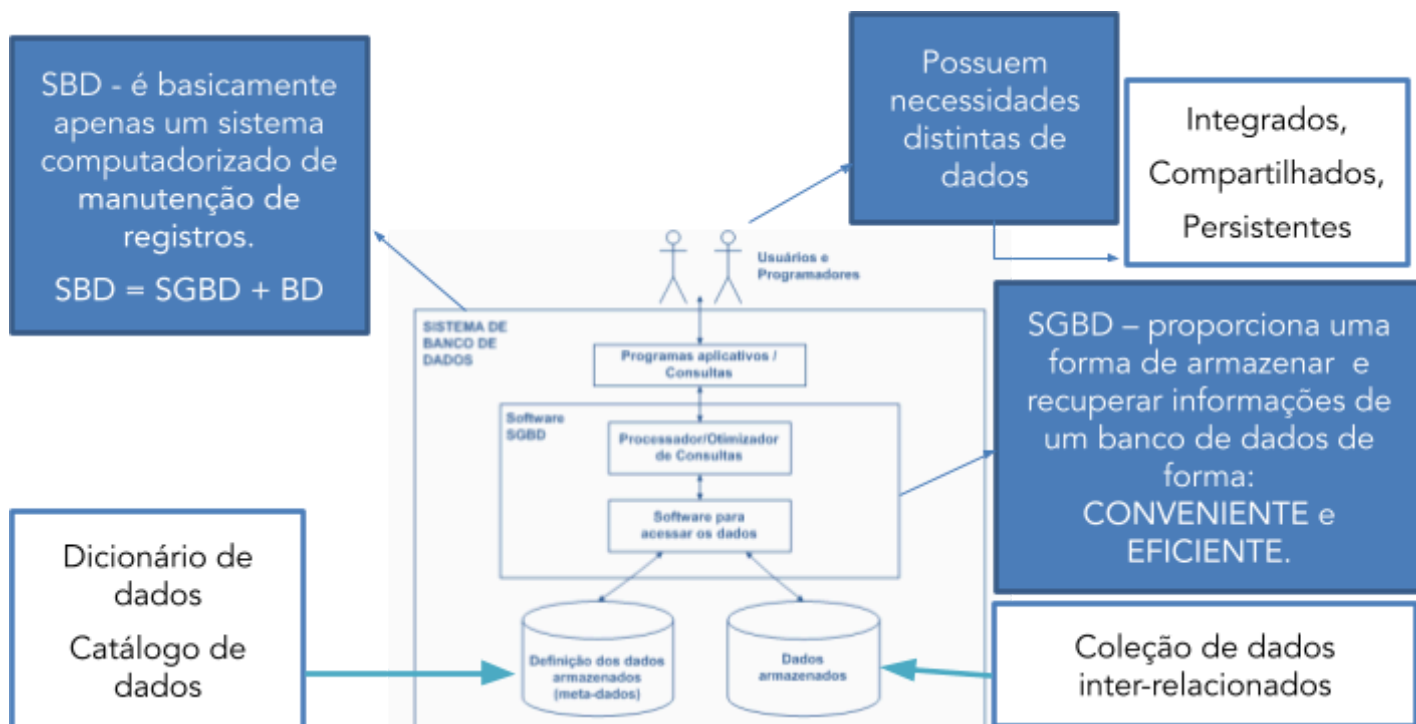 SBD - é basicamente
apenas um sistema
computadorizado de
manutenção de
registros.
SBD = SGBD + BD
Possuem
necessidades
distintas de
dados
Integrados,
Compartilhados,
Persistentes
Usuários e
Programadores
SISTEMA DE
BANCO DE
DADOS
Programas aplicativos /
Consultas
Software
SGBD
Processador/Otimizador
de Consultas
Software para
acessar os dados
SGBD – proporciona uma
forma de armazenar e
recuperar informações de
um banco de dados de
forma:
CONVENIENTE e
EFICIENTE.
Dicionário de
dados
Catálogo de
dados
Definição dos dados
armazenados
(meta-dados)
Dados
armazenados
Coleção de dados
inter-relacionados